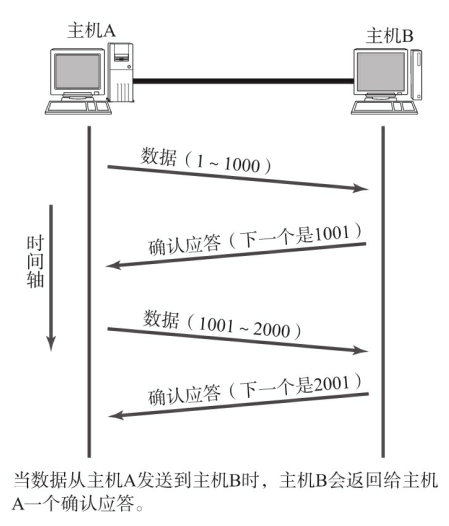 主机A
主机B
数据（1～1000）
确认应答（下一个是1001）
时间轴
数据（1001～2000）
确认应答（下一个是2001）
当数据从主机A发送到主机B时，主机B会返回给主机
A一个确认应答。